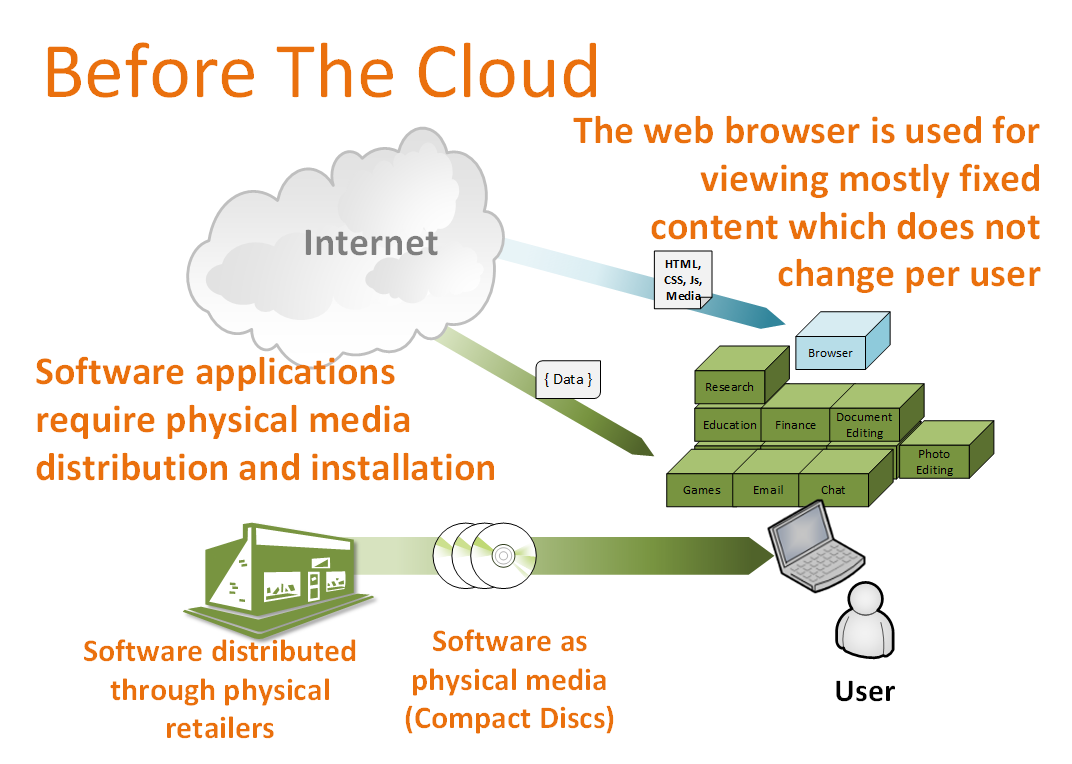 Before The Cloud
The web browser is used for
viewing mostly fixed
content which does not
change per user
Internet
HTML,
CSS, Js,
Media
Browser
Software applications
require physical media
distribution and installation
{ Data }
Research
Education
Finance
Document
Editing
Photo
Editing
Games
Email
Chat
Software distributed
through physical
retailers
Software as
physical media
(Compact Discs)
User